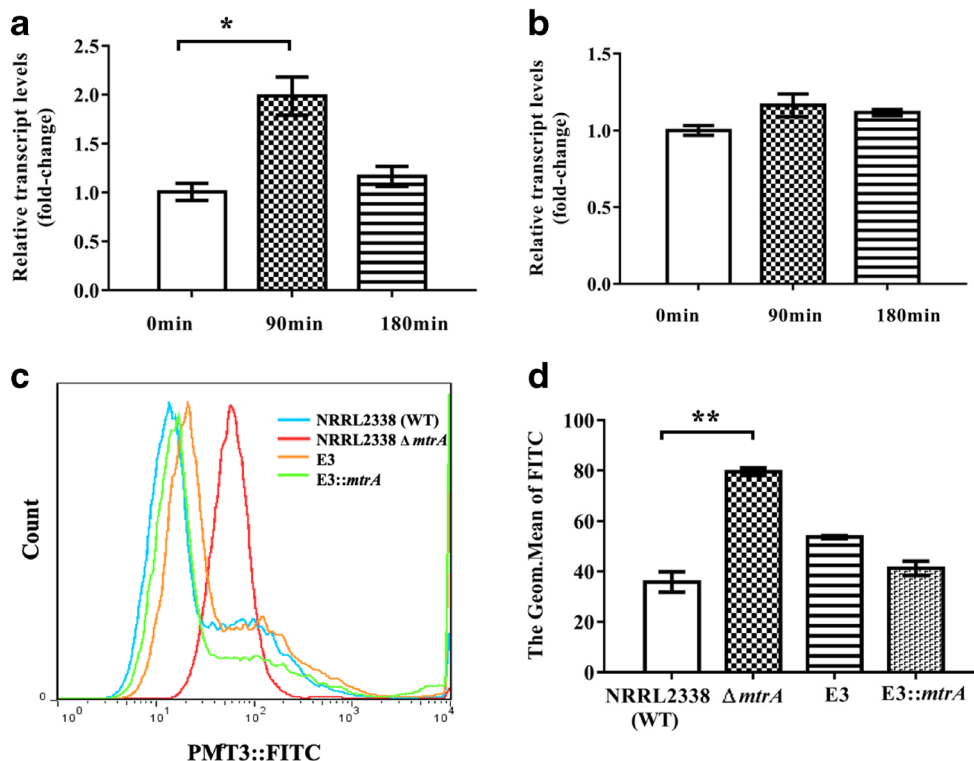 a
*
2.5
2.0
1.5
1.0
0.5
0.0
Relative transcript levels
(fold-change)
0min 90min 180min
b
1.5
1.0
0.5
0.0
Relative transcript levels
(fold-change)
0min 90min 180min
c
NRRL2338 (WT)
NRRL2338 Δ mtrA
E3
E3::mtrA
Count
0
10^0 10^1 10^2 10^3 10^4
PMT3::FITC
d
**
100
80
60
40
20
0
The Geom.Mean of FITC
NRRL2338 Δ mtrA E3 E3::mtrA
(WT)